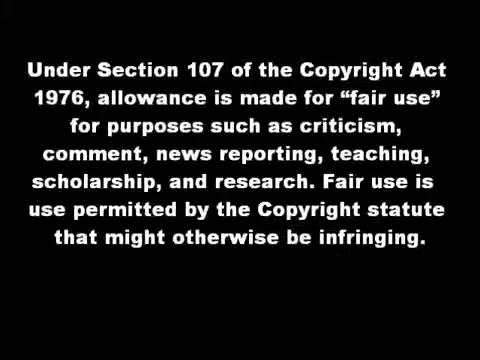 Under Section 107 of the Copyright Act
1976, allowance is made for “fair use”
for purposes such as criticism,
comment, news reporting, teaching,
scholarship, and research. Fair use is
use permitted by the Copyright statute
that might otherwise be infringing.